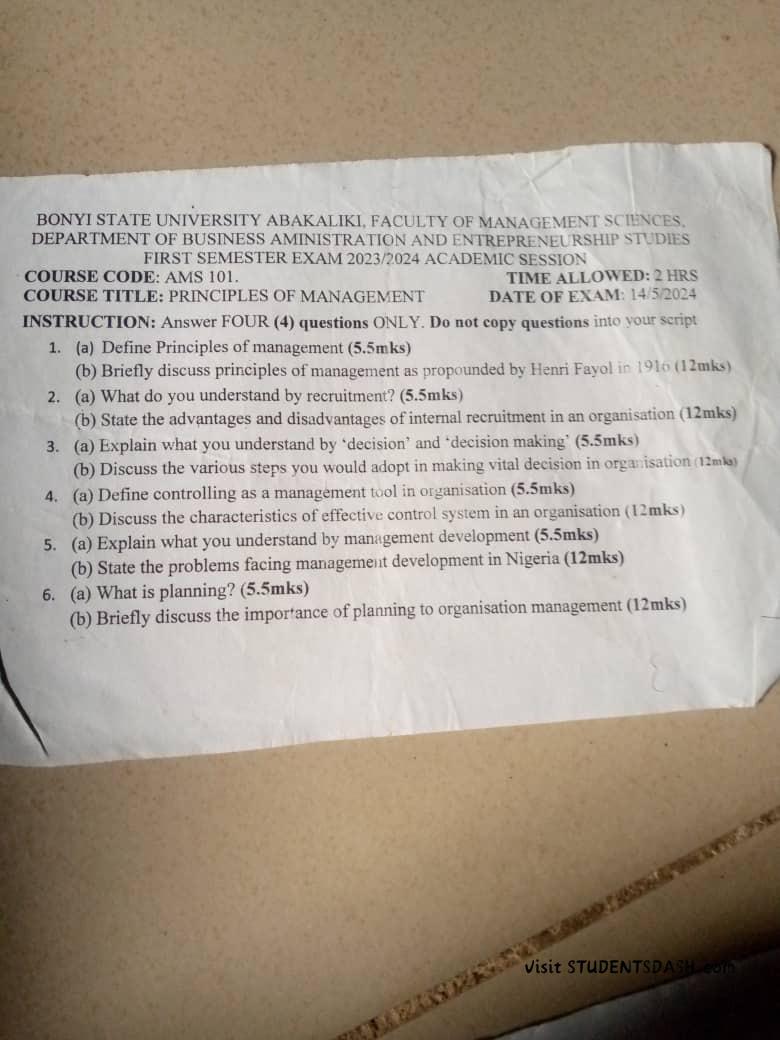 BONYI STATE UNIVERSITY ABAKALIKI, FACULTY OF MANAGEMENT SCIENCES,
DEPARTMENT OF BUSINESS AMINISTRATION AND ENTREPRENEURSHIP STUDIES
FIRST SEMESTER EXAM 2023/2024 ACADEMIC SESSION
COURSE CODE: AMS 101. TIME ALLOWED: 2 HRS
COURSE TITLE: PRINCIPLES OF MANAGEMENT DATE OF EXAM: 14/5/2024
INSTRUCTION: Answer FOUR (4) questions ONLY. Do not copy questions into your script
1. (a) Define Principles of management (5.5mks)
(b) Briefly discuss principles of management as propounded by Henri Fayol in 1916 (12mks)
2. (a) What do you understand by recruitment? (5.5mks)
(b) State the advantages and disadvantages of internal recruitment in an organisation (12mks)
3. (a) Explain what you understand by ‘decision’ and ‘decision making’ (5.5mks)
(b) Discuss the various steps you would adopt in making vital decision in organisation (12mks)
4. (a) Define controlling as a management tool in organisation (5.5mks)
(b) Discuss the characteristics of effective control system in an organisation (12mks)
5. (a) Explain what you understand by management development (5.5mks)
(b) State the problems facing management development in Nigeria (12mks)
6. (a) What is planning? (5.5mks)
(b) Briefly discuss the importance of planning to organisation management (12mks)
Visit STUDENTSDASH.com